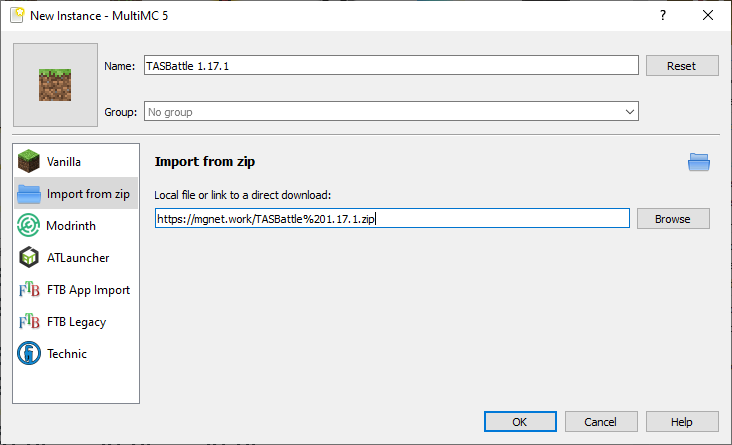 New Instance - MultiMC 5
Name: TASBattle 1.17.1 Reset
Group: No group
Vanilla
Import from zip
Modrinth
ATLauncher
FTB App Import
FTB Legacy
Technic
Import from zip
Local file or link to a direct download:
https://mgnet.work/TASBattle%201.17.1.zip Browse
OK Cancel Help